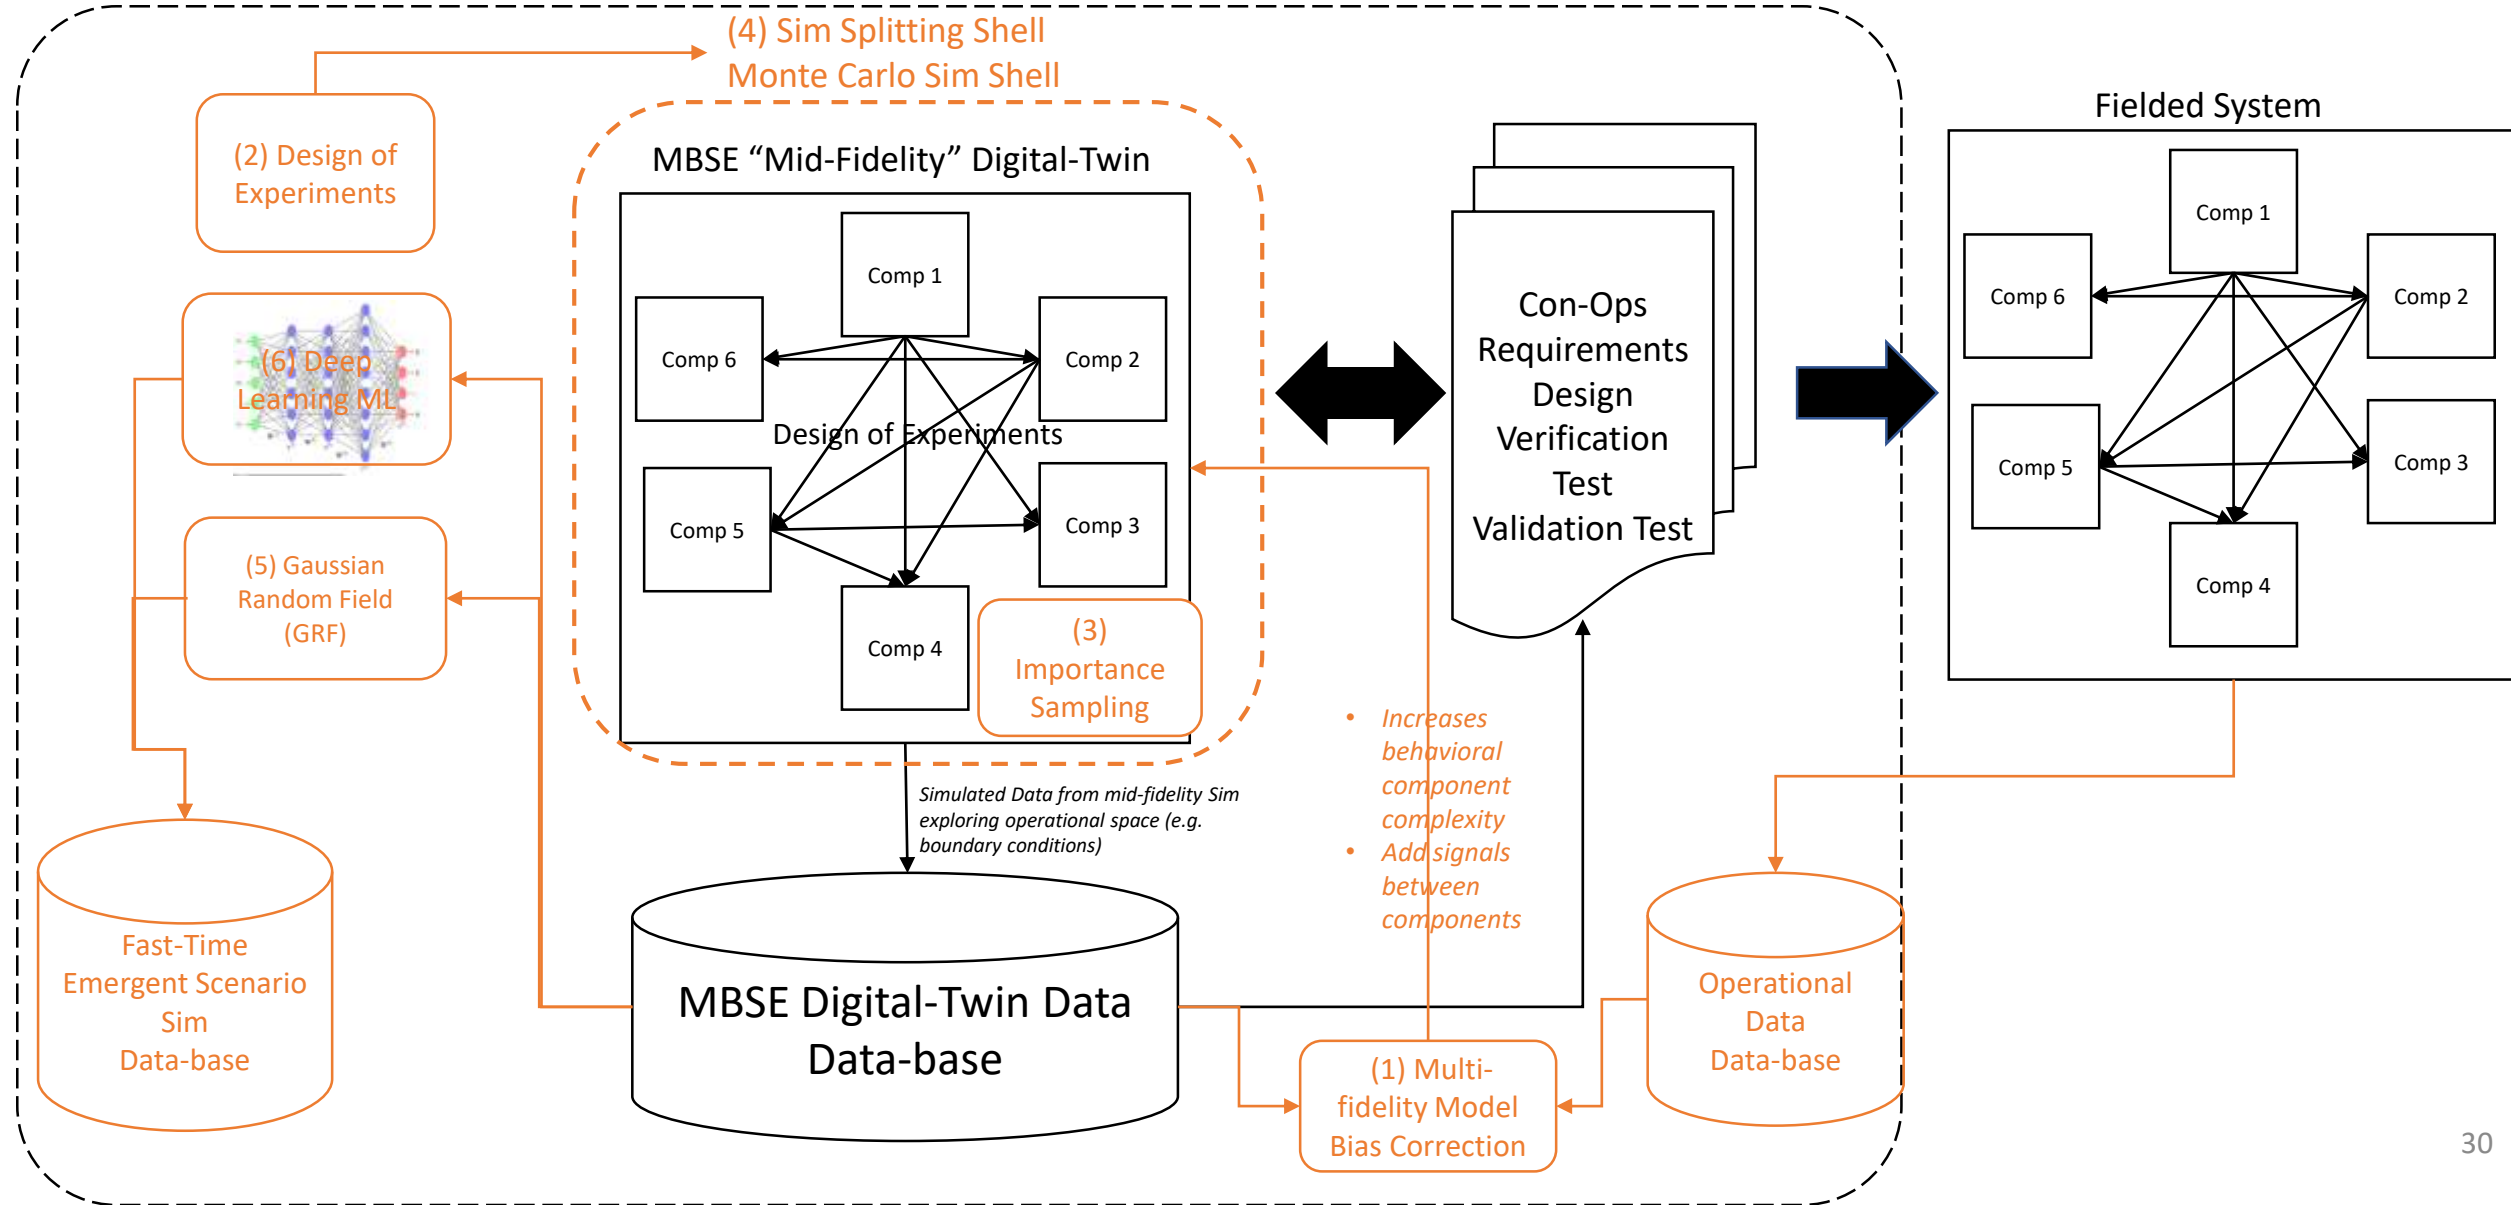 (4) Sim Splitting Shell
Monte Carlo Sim Shell
(2) Design of
Experiments
MBSE “Mid-Fidelity” Digital-Twin
Comp 1
Comp 6
Comp 2
Design of Experiments
Comp 5
Comp 3
Comp 4
(3)
Importance
Sampling
(6) Deep
Learning ML
(5) Gaussian
Random Field
(GRF)
Con-Ops
Requirements
Design
Verification
Test
Validation Test
Fielded System
Comp 1
Comp 6
Comp 2
Comp 5
Comp 3
Comp 4
Simulated Data from mid-fidelity Sim
exploring operational space (e.g.
boundary conditions)
• Increases
behavioral
component
complexity
• Add signals
between
components
Fast-Time
Emergent Scenario
Sim
Data-base
MBSE Digital-Twin Data
Data-base
(1) Multi-
fidelity Model
Bias Correction
Operational
Data
Data-base
30